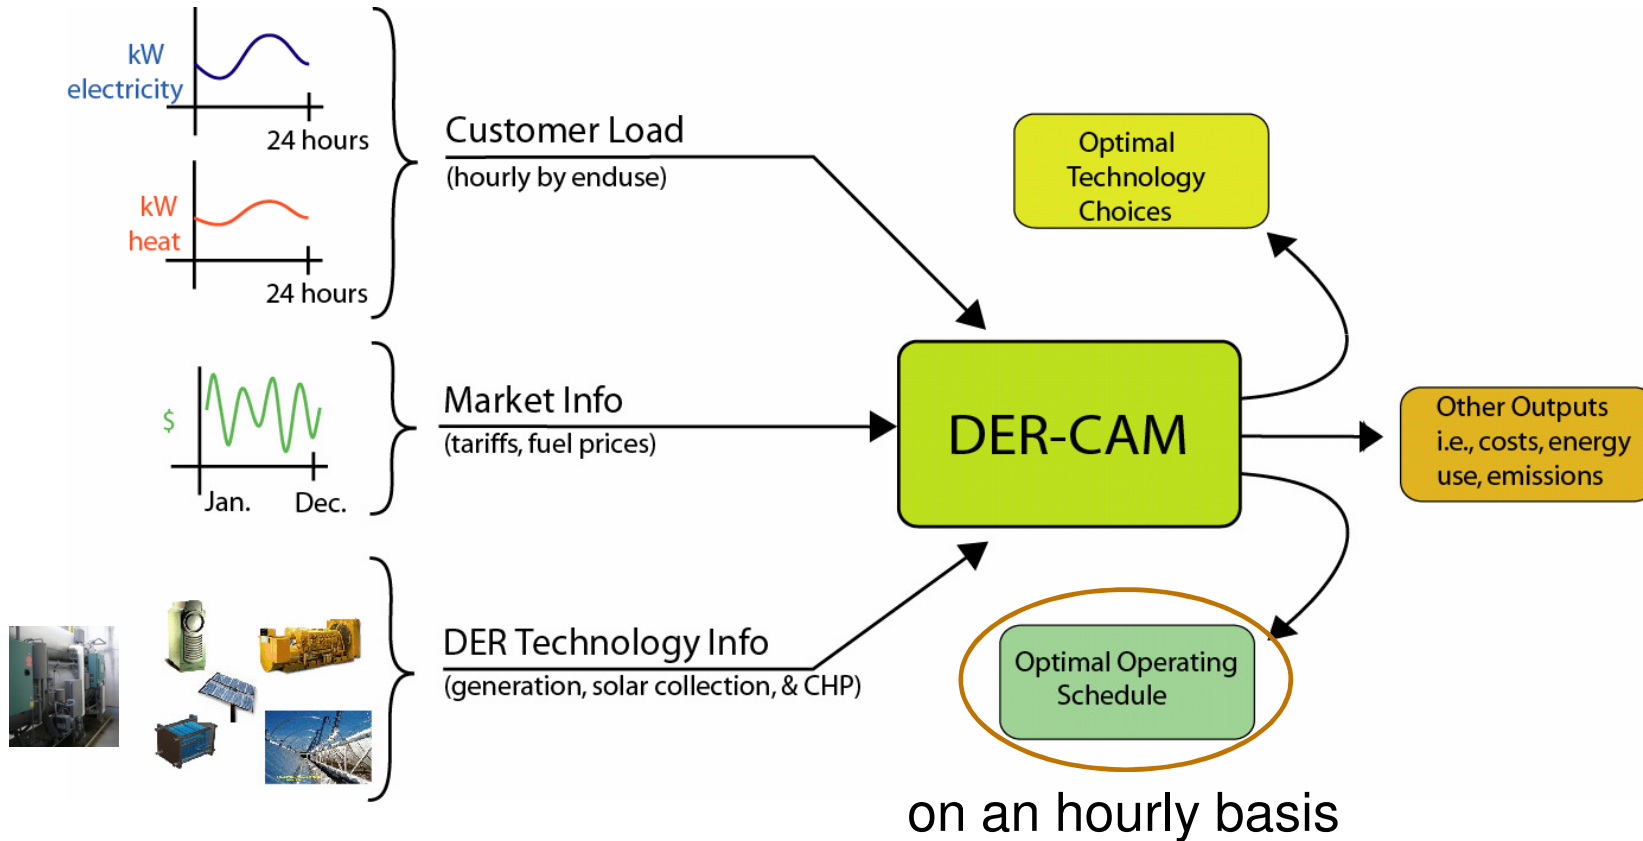 kW
electricity
24 hours
kW
heat
24 hours
Customer Load
(hourly by enduse)
$
Jan.
Dec.
Market Info
(tariffs, fuel prices)
DER Technology Info
(generation, solar collection, & CHP)
DER-CAM
Optimal
Technology
Choices
Other Outputs
i.e., costs, energy
use, emissions
Optimal Operating
Schedule
on an hourly basis